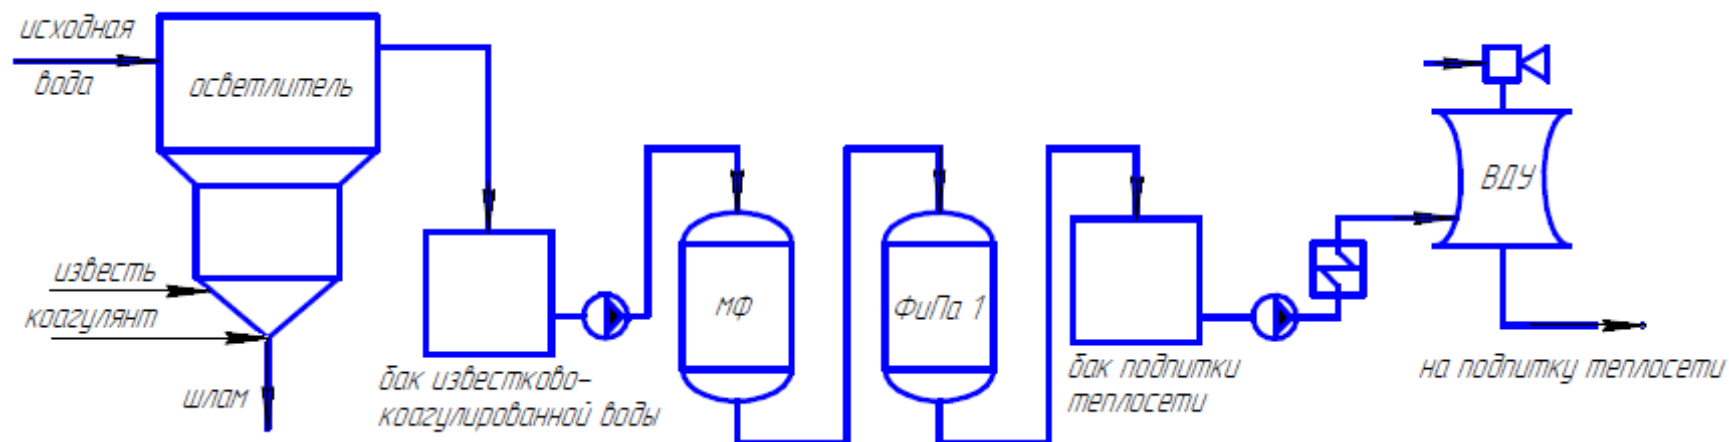 исходная
вода
осветлитель
известь
коагулянт
шлам
бак известково-
коагулированной воды
МФ
ФиПа 1
бак подпитки
теплосети
ВДУ
на подпитку теплосети